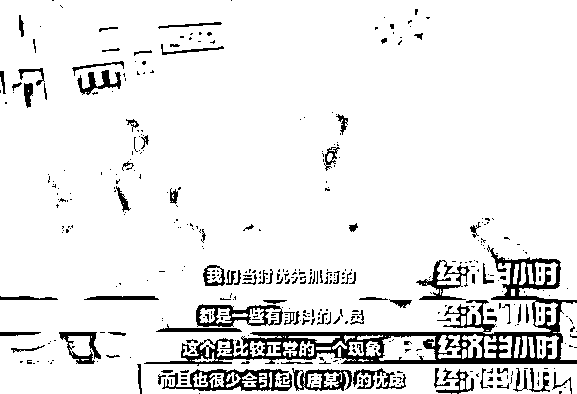 我们当时优先抓捕的
经济半小时
都是一些有前科的人员
经济半小时
这个是比较正常的一个现象
经济半小时
而且也很少会引起(唐某)的忧虑
经济半小时